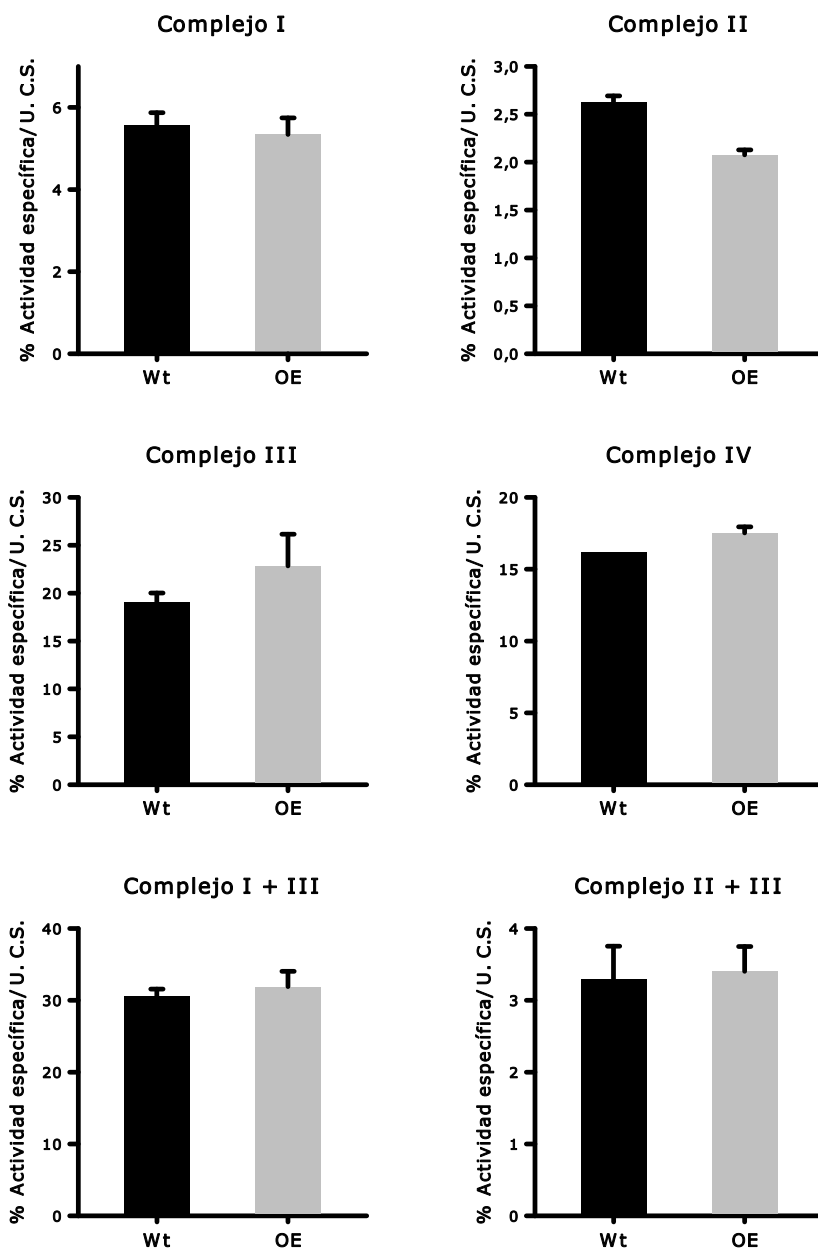 Complejo I
% Actividad específica/ U. C.S.
6
4
2
0
Wt OE
Complejo II
% Actividad específica/ U. C.S.
3,0
2,5
2,0
1,5
1,0
0,5
0,0
Wt OE
Complejo III
% Actividad específica/ U. C.S.
30
25
20
15
10
5
0
Wt OE
Complejo IV
% Actividad específica/ U. C.S.
20
15
10
5
0
Wt OE
Complejo I + III
% Actividad específica/ U. C.S.
40
30
20
10
0
Wt OE
Complejo II + III
% Actividad específica/ U. C.S.
4
3
2
1
0
Wt OE